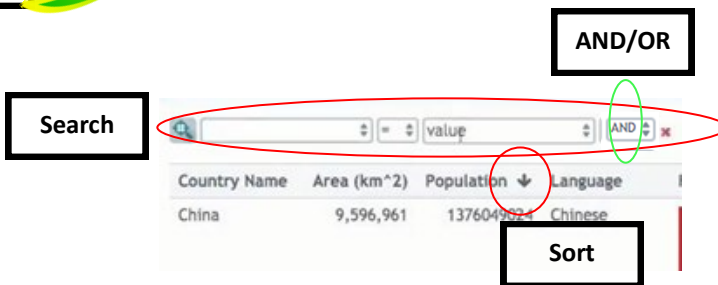 AND/OR
Search
= value AND
Country Name Area (km^2) Population Language
China 9,596,961 1376049024 Chinese
Sort